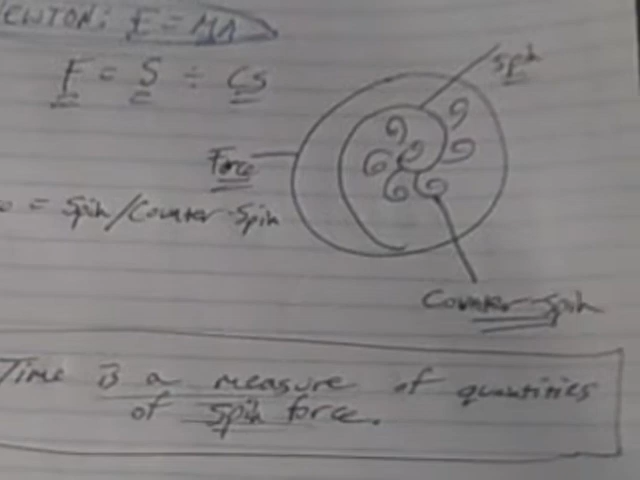 NEWTON: F = MA
F = S ÷ CS
Spin
Force
= Spin/Counter-Spin
Counter-Spin
Time is a measure of quantities
of spin force.